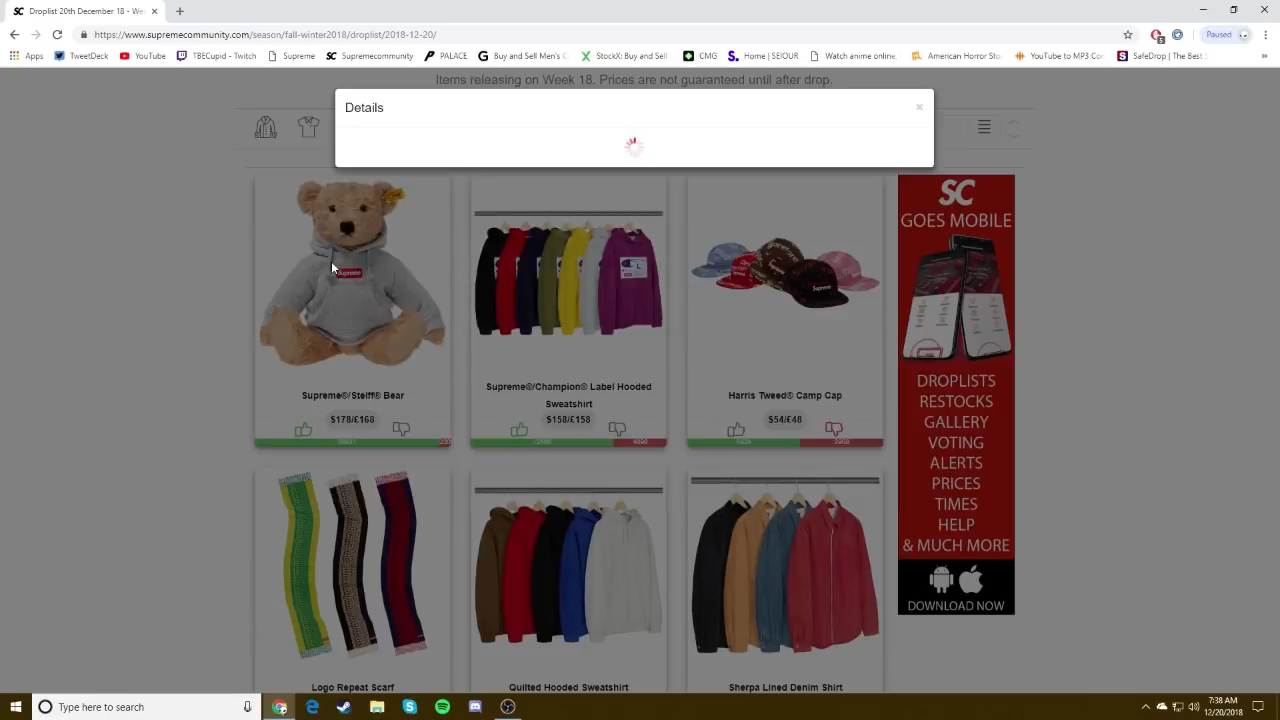 SC Droplist 20th December 18 - We
https://www.supremecommunity.com/season/fall-winter2018/droplist/2018-12-20/
Paused
Apps TweetDeck YouTube TBECupid - Twitch Supreme Supremecommunity PALACE Buy and Sell Men's C StockX: Buy and Sell CMG Home | SEIOUR Watch anime online, American Horror Stor YouTube to MP3 Con SafeDrop | The Best S »
Items releasing on Week 18. Prices are not guaranteed until after drop.
Details ×
Supreme
Supreme®/Steiff® Bear
$178/£168
Supreme®/Champion® Label Hooded
Sweatshirt
$158/£158
4090
Supreme
Harris Tweed® Camp Cap
$54/£48
Logo Repeat Scarf
Quilted Hooded Sweatshirt
Sherpa Lined Denim Shirt
SC
GOES MOBILE
DROPLISTS
RESTOCKS
GALLERY
VOTING
ALERTS
PRICES
TIMES
HELP
& MUCH MORE
DOWNLOAD NOW
Type here to search
7:38 AM
12/20/2018